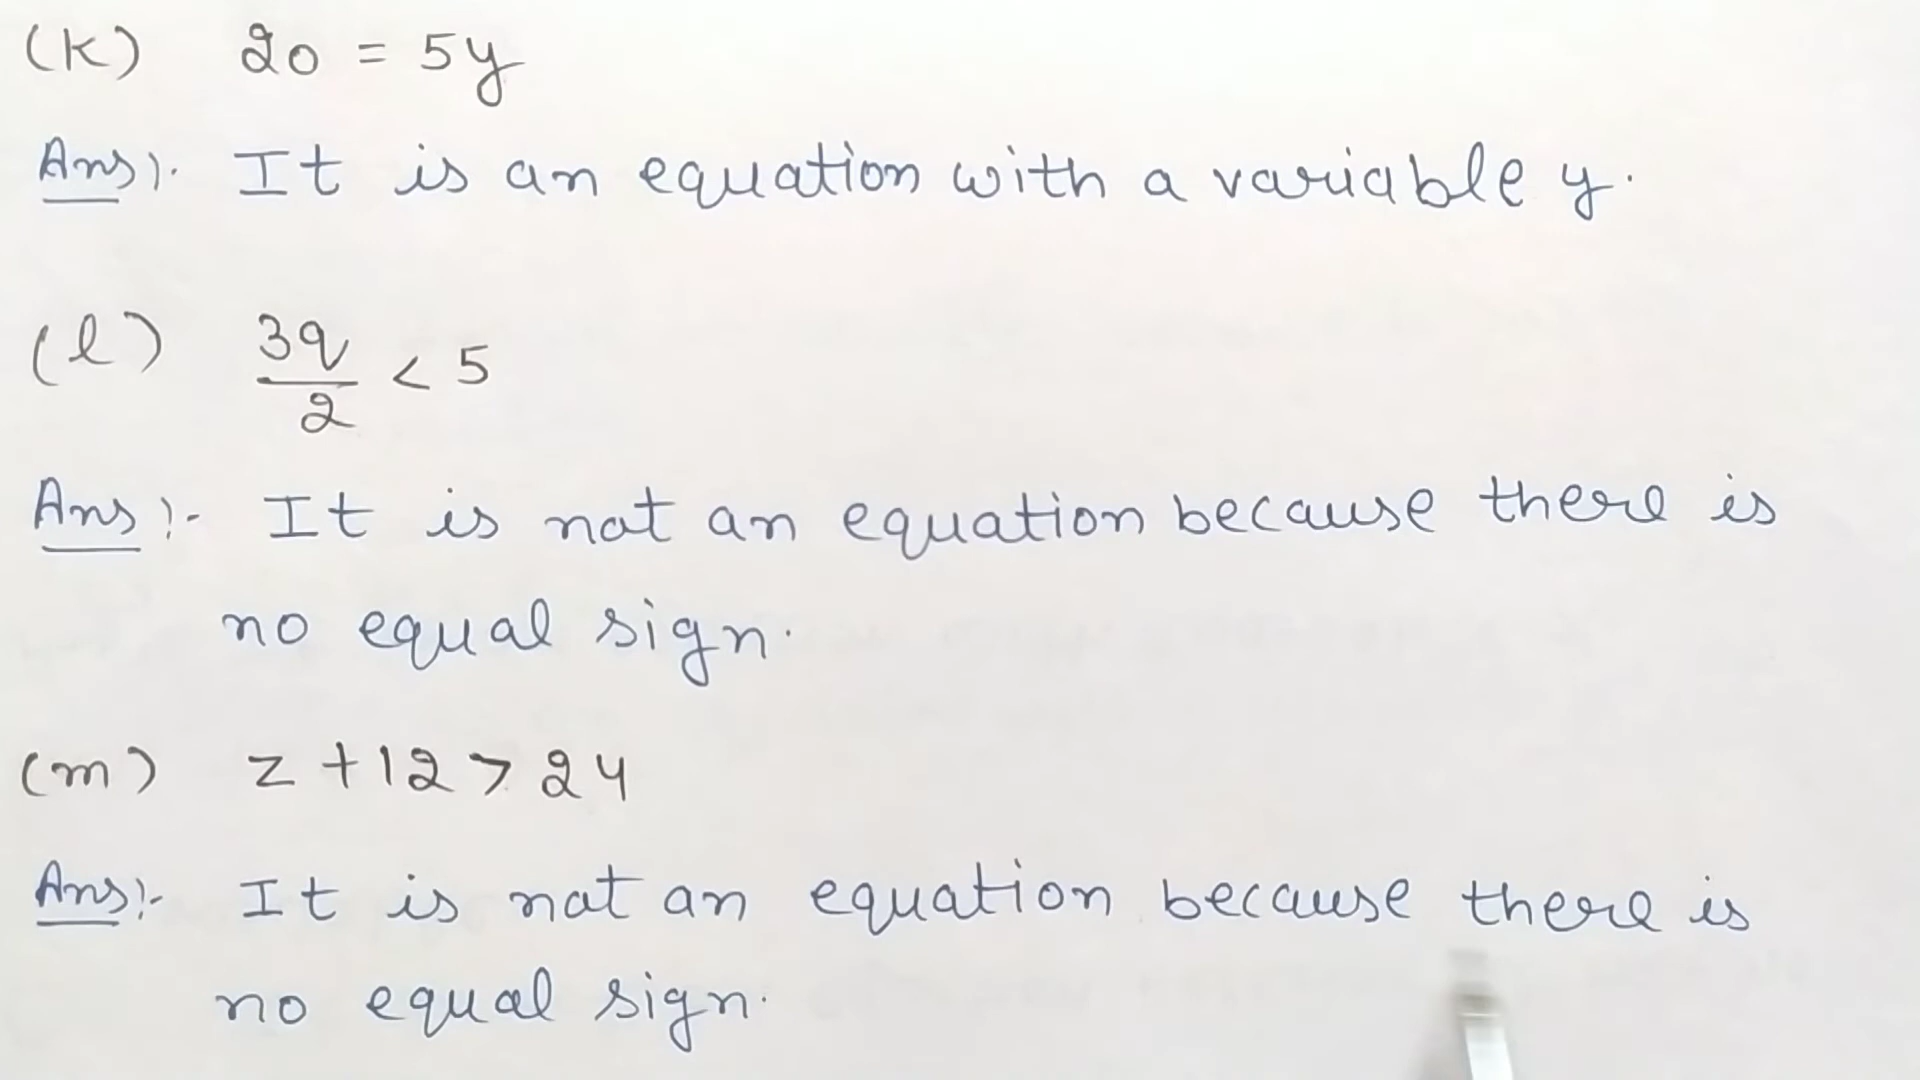 (K) 20 = 5y
Ans:- It is an equation with a variable y.
(l) 3q/2 < 5
Ans:- It is not an equation because there is
no equal sign.
(m) z + 12 > 24
Ans:- It is not an equation because there is
no equal sign.